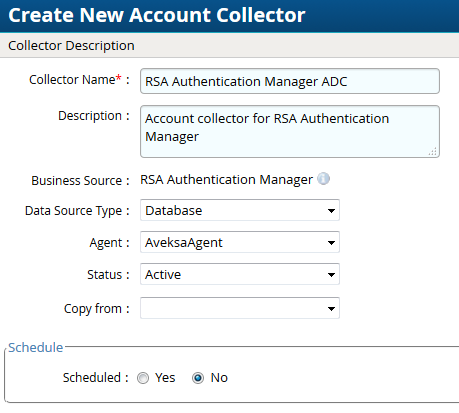 Create New Account Collector
Collector Description
Collector Name* : RSA Authentication Manager ADC
Description : Account collector for RSA Authentication
Manager
Business Source : RSA Authentication Manager
Data Source Type : Database
Agent : AveksaAgent
Status : Active
Copy from :
Schedule
Scheduled : Yes No